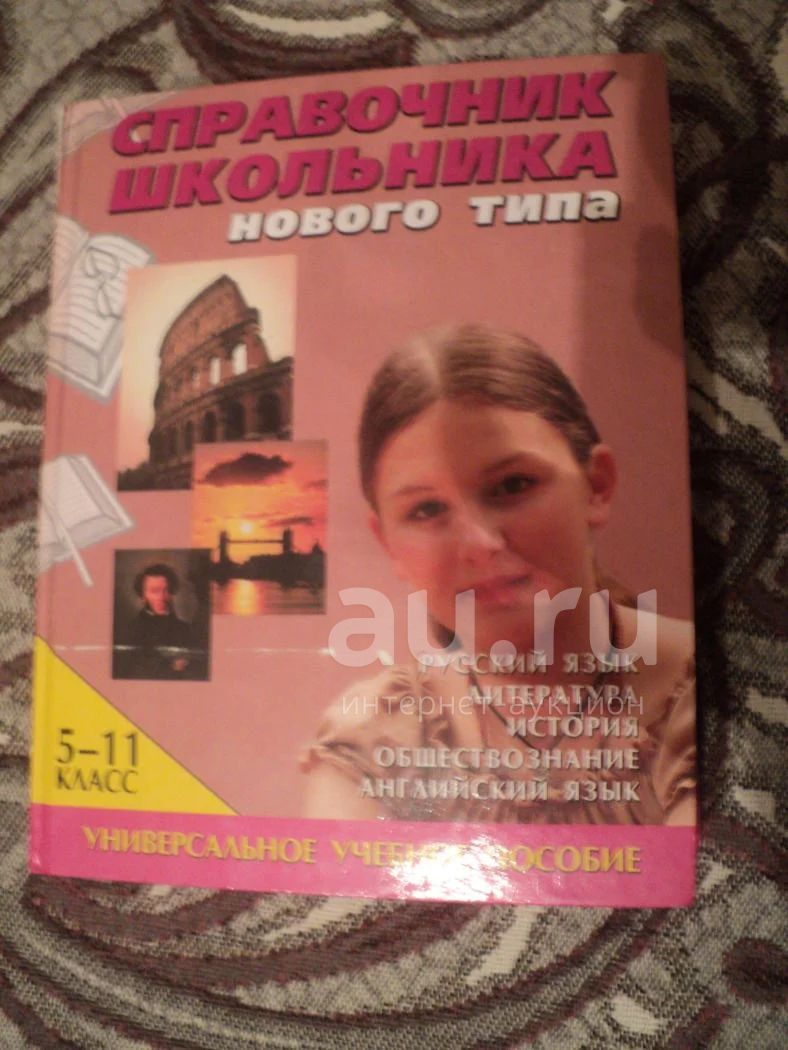 СПРАВОЧНИК
ШКОЛЬНИКА
нового типа
au.ru
интернет-аукцион
РУССКИЙ ЯЗЫК
ЛИТЕРАТУРА
ИСТОРИЯ
ОБЩЕСТВОЗНАНИЕ
АНГЛИЙСКИЙ ЯЗЫК
5–11
КЛАСС
УНИВЕРСАЛЬНОЕ УЧЕБНОЕ ПОСОБИЕ